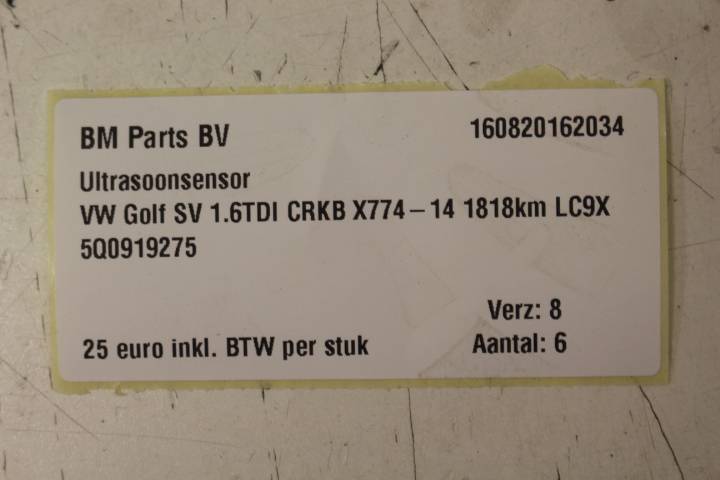 BM Parts BV 160820162034
Ultrasoonsensor
VW Golf SV 1.6TDI CRKB X774-14 1818km LC9X
5Q0919275
Verz: 8
25 euro inkl. BTW per stuk Aantal: 6